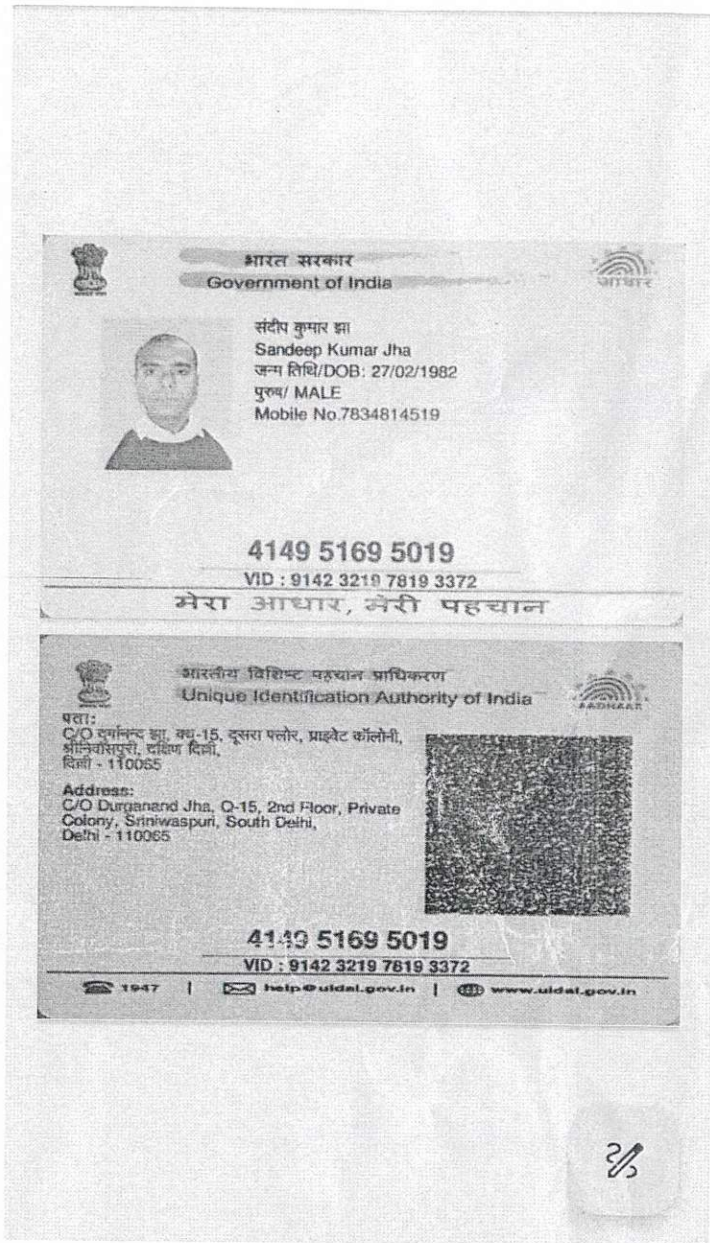 भारत सरकार
Government of India
आधार
संदीप कुमार झा
Sandeep Kumar Jha
जन्म तिथि/DOB: 27/02/1982
पुरुष/ MALE
Mobile No.7834814519
4149 5169 5019
VID : 9142 3219 7819 3372
मेरा आधार, मेरी पहचान
भारतीय विशिष्ट पहचान प्राधिकरण
Unique Identification Authority of India
AADHAAR
पता:
C/O दुर्गानन्द झा, क्यु-15, दूसरा फ्लोर, प्राइवेट कॉलोनी,
श्रीनिवासपुरी, दक्षिण दिल्ली,
दिल्ली - 110065
Address:
C/O Durganand Jha, Q-15, 2nd Floor, Private
Colony, Sriniwaspuri, South Delhi,
Delhi - 110065
4149 5169 5019
VID : 9142 3219 7819 3372
1947 | help@uidai.gov.in | www.uidai.gov.in